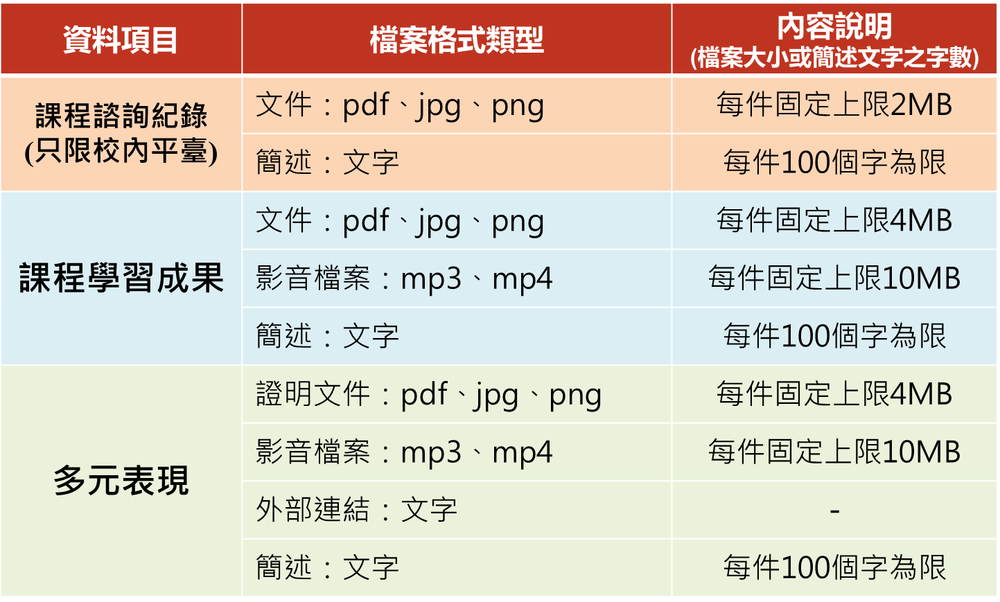 資料項目
檔案格式類型
內容說明
(檔案大小或簡述文字之字數)
課程諮詢紀錄
(只限校內平臺)
文件：pdf、jpg、png
每件固定上限2MB
簡述：文字
每件100個字為限
課程學習成果
文件：pdf、jpg、png
每件固定上限4MB
影音檔案：mp3、mp4
每件固定上限10MB
簡述：文字
每件100個字為限
多元表現
證明文件：pdf、jpg、png
每件固定上限4MB
影音檔案：mp3、mp4
每件固定上限10MB
外部連結：文字
-
簡述：文字
每件100個字為限